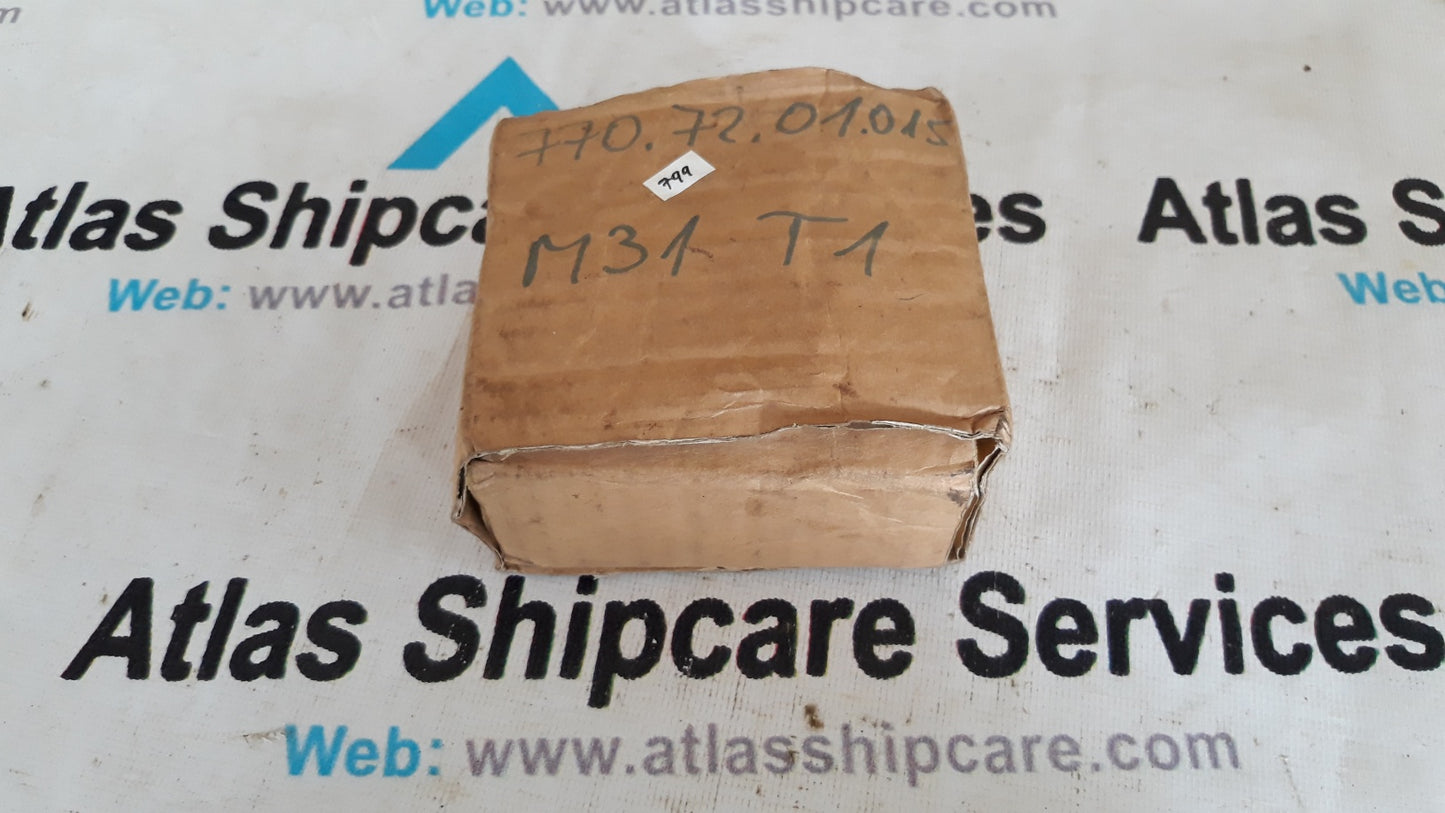 m
Web: www.atlasshipcare.com
770.72.01.015
799
Atlas Shipca
es
Atlas S
M31 T1
Web: www.atla
Web
Atlas Shipcare Services
Web: www.atlasshipcare.com